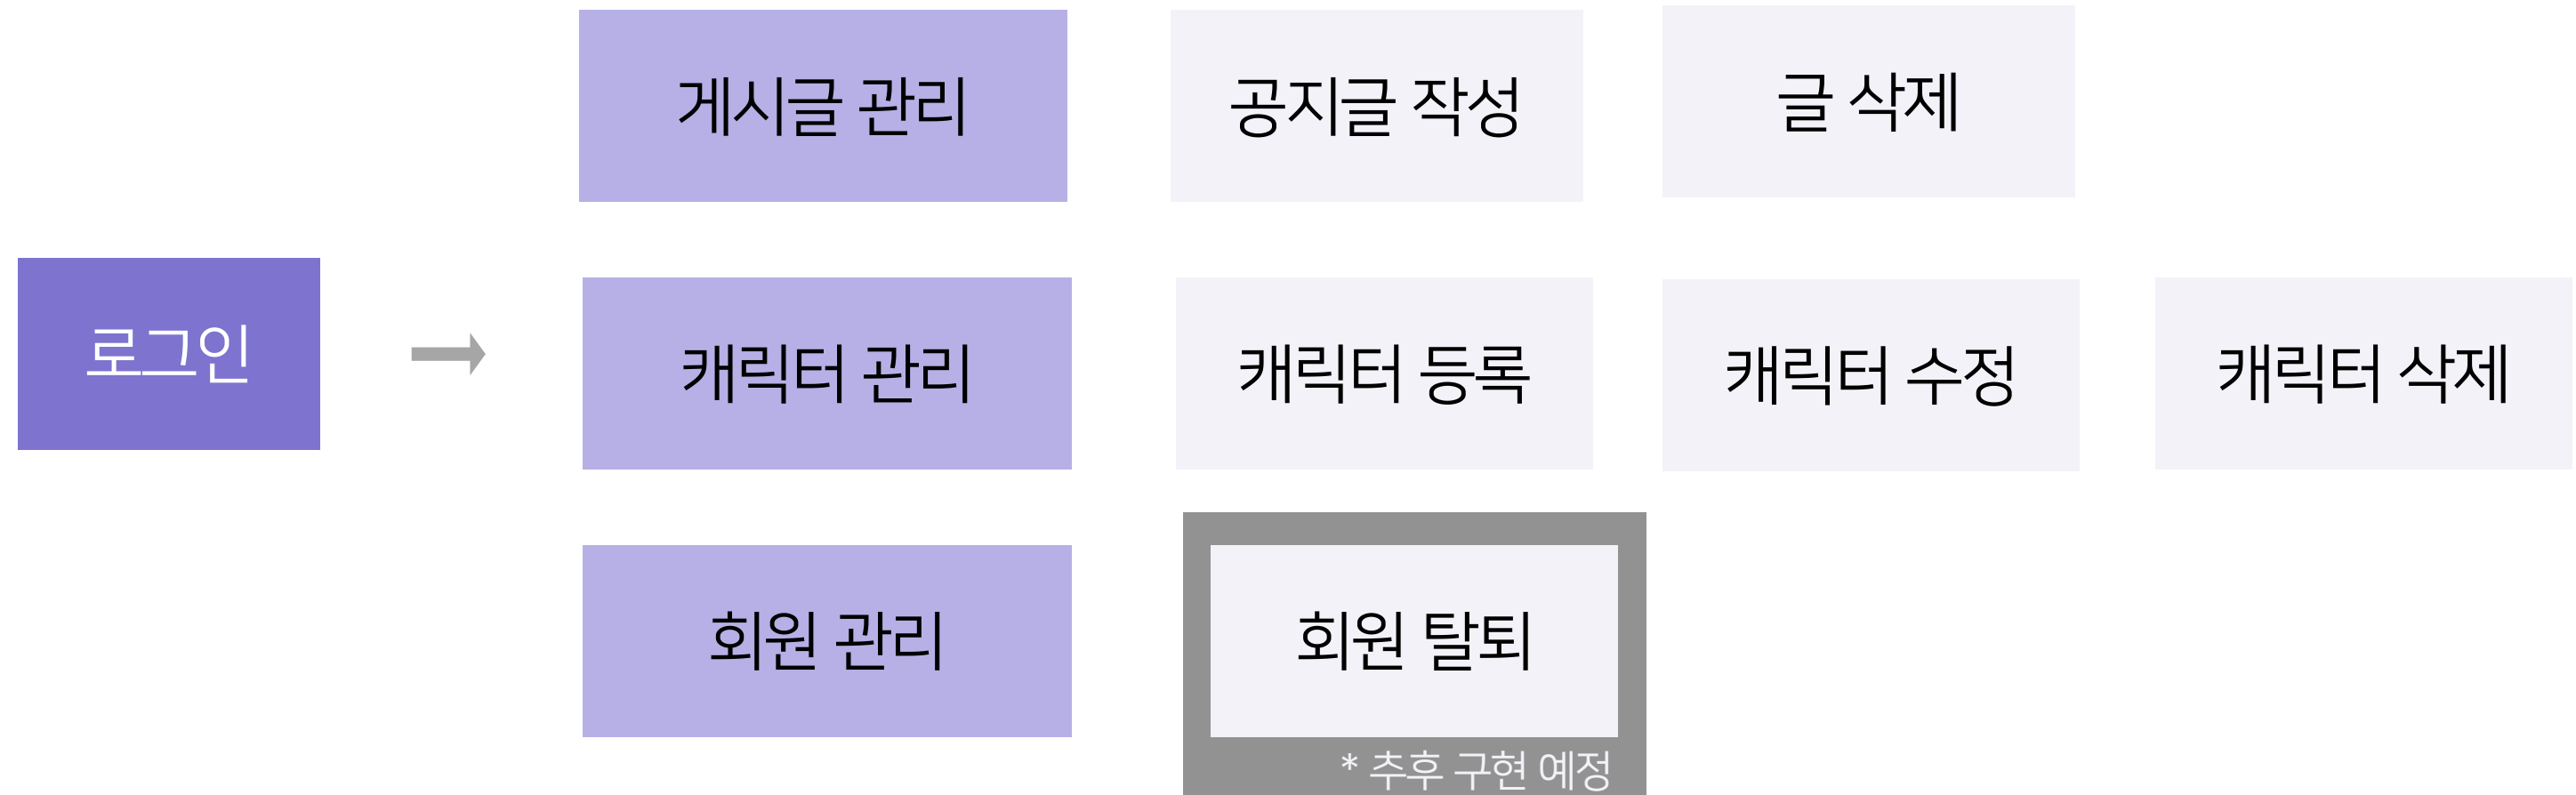 게시글 관리
공지글 작성
글 삭제
로그인
캐릭터 관리
캐릭터 등록
캐릭터 수정
캐릭터 삭제
회원 관리
회원 탈퇴
* 추후 구현 예정